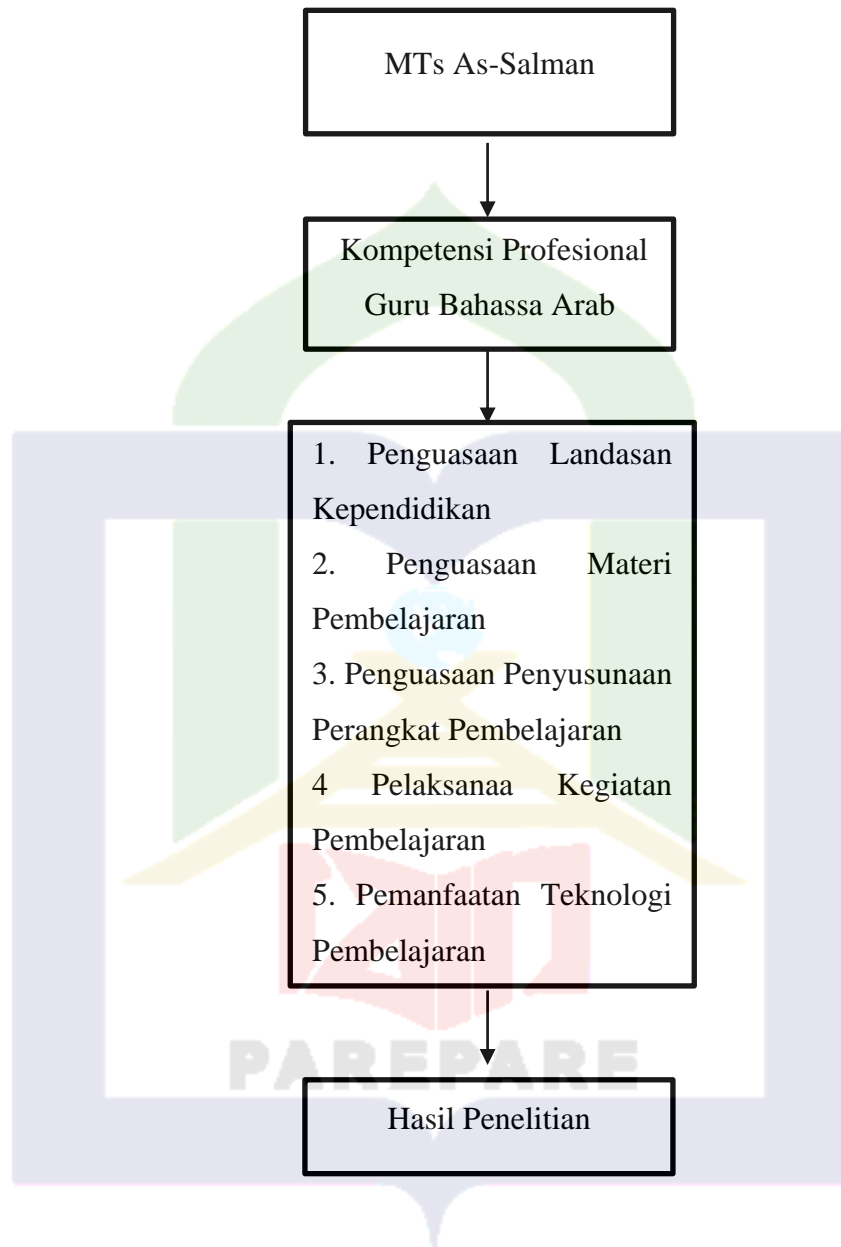 MTs As-Salman
Kompetensi Profesional
Guru Bahassa Arab
1. Penguasaan Landasan
Kependidikan
2. Penguasaan Materi
Pembelajaran
3. Penguasaan Penyusunaan
Perangkat Pembelajaran
4 Pelaksanaa Kegiatan
Pembelajaran
5. Pemanfaatan Teknologi
Pembelajaran
PAREPARE
Hasil Penelitian